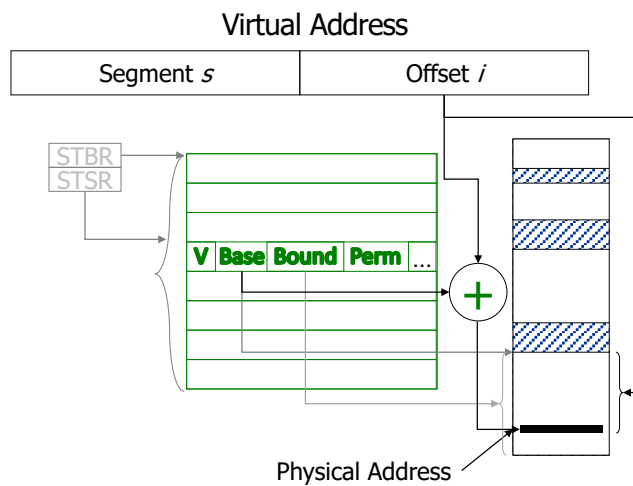 Virtual Address
Segment s
Offset i
STBR
STSR
V Base Bound Perm ...
+
Physical Address